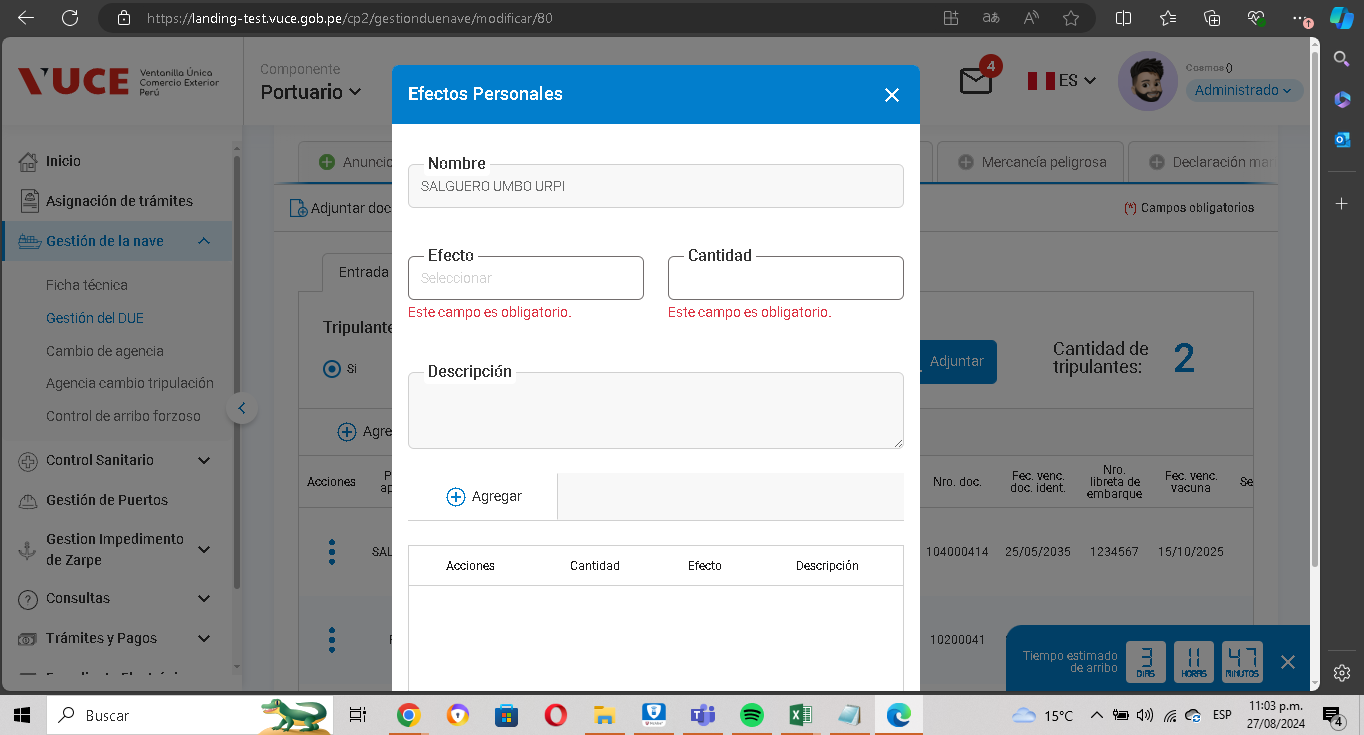 https://landing-test.vuce.gob.pe/cp2/gestionduenave/modificar/80
VUCE
Ventanilla Única
Comercio Exterior
Perú
Componente
Portuario
Efectos Personales
4
ES
Cosmos ()
Administrado
Inicio
Asignación de trámites
Gestión de la nave
Ficha técnica
Gestión del DUE
Cambio de agencia
Agencia cambio tripulación
Control de arribo forzoso
Control Sanitario
Gestión de Puertos
Gestion Impedimento
de Zarpe
Consultas
Trámites y Pagos
Anuncio
Mercancía peligrosa
Declaración mar
Adjuntar doc
(*) Campos obligatorios
Entrada
Tripulante
Si
Adjuntar
Cantidad de
tripulantes:
2
Agre
Acciones
Nro. doc.
Fec. venc.
doc. ident.
Nro.
libreta de
embarque
Fec. venc.
vacuna
Se
SAL
104000414
25/05/2035
1234567
15/10/2025
10200041
Nombre
SALGUERO UMBO URPI
Efecto
Seleccionar
Este campo es obligatorio.
Cantidad
Este campo es obligatorio.
Descripción
Agregar
Acciones
Cantidad
Efecto
Descripción
Tiempo estimado
de arribo
3
DIAS
11
HORAS
47
MINUTOS
Buscar
15°C
ESP
11:03 p.m.
27/08/2024
4